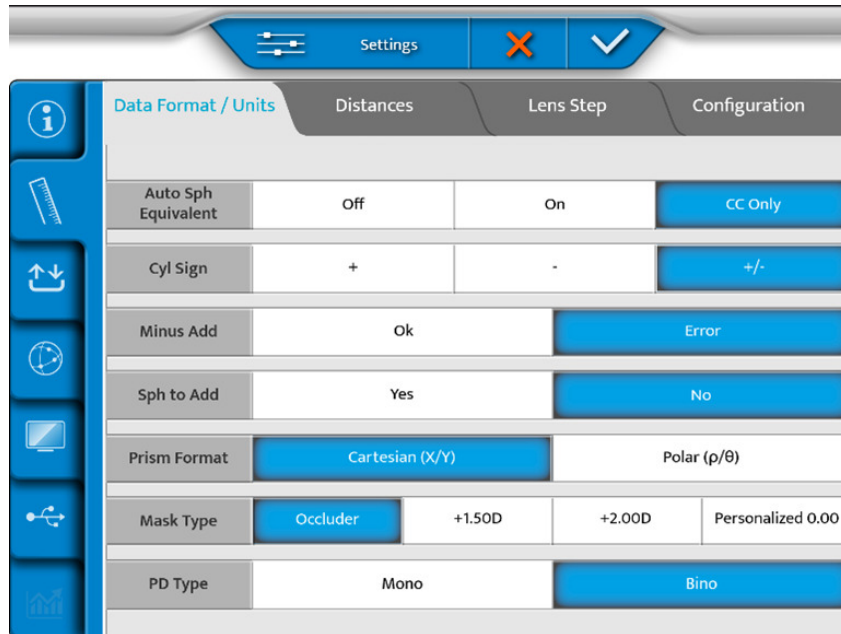 Settings
Data Format / Units Distances Lens Step Configuration
Auto Sph
Equivalent Off On CC Only
Cyl Sign + - +/-
Minus Add Ok Error
Sph to Add Yes No
Prism Format Cartesian (X/Y) Polar (ρ/θ)
Mask Type Occluder +1.50D +2.00D Personalized 0.00
PD Type Mono Bino